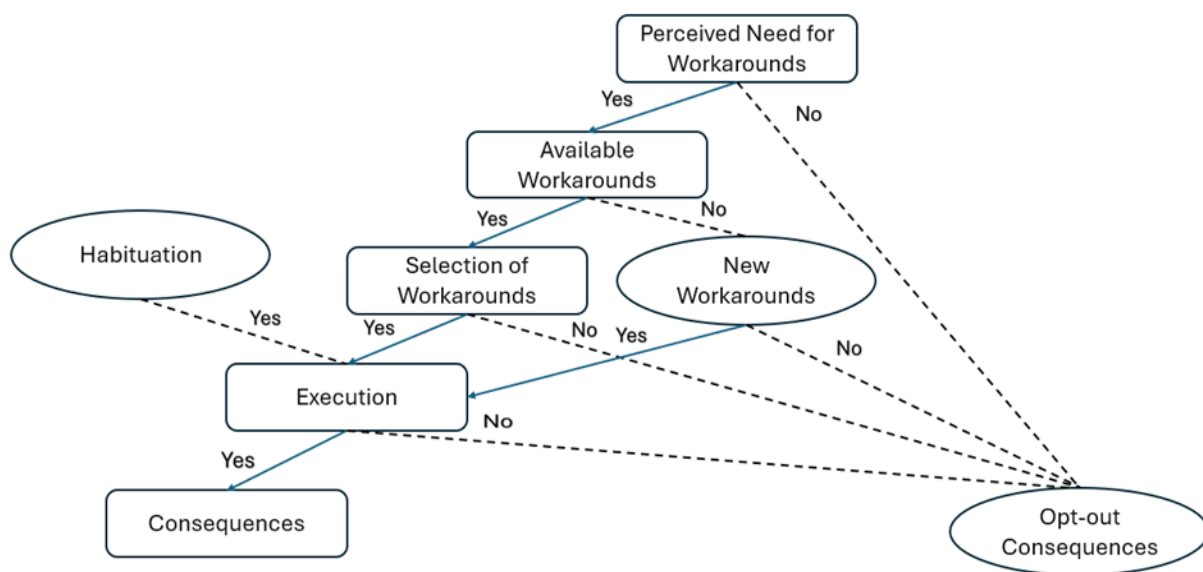 Perceived Need for
Workarounds
Yes
No
Available
Workarounds
Yes
No
Habituation
Selection of
Workarounds
New
Workarounds
Yes
Yes
No
Yes
No
Execution
No
Yes
Consequences
Opt-out
Consequences